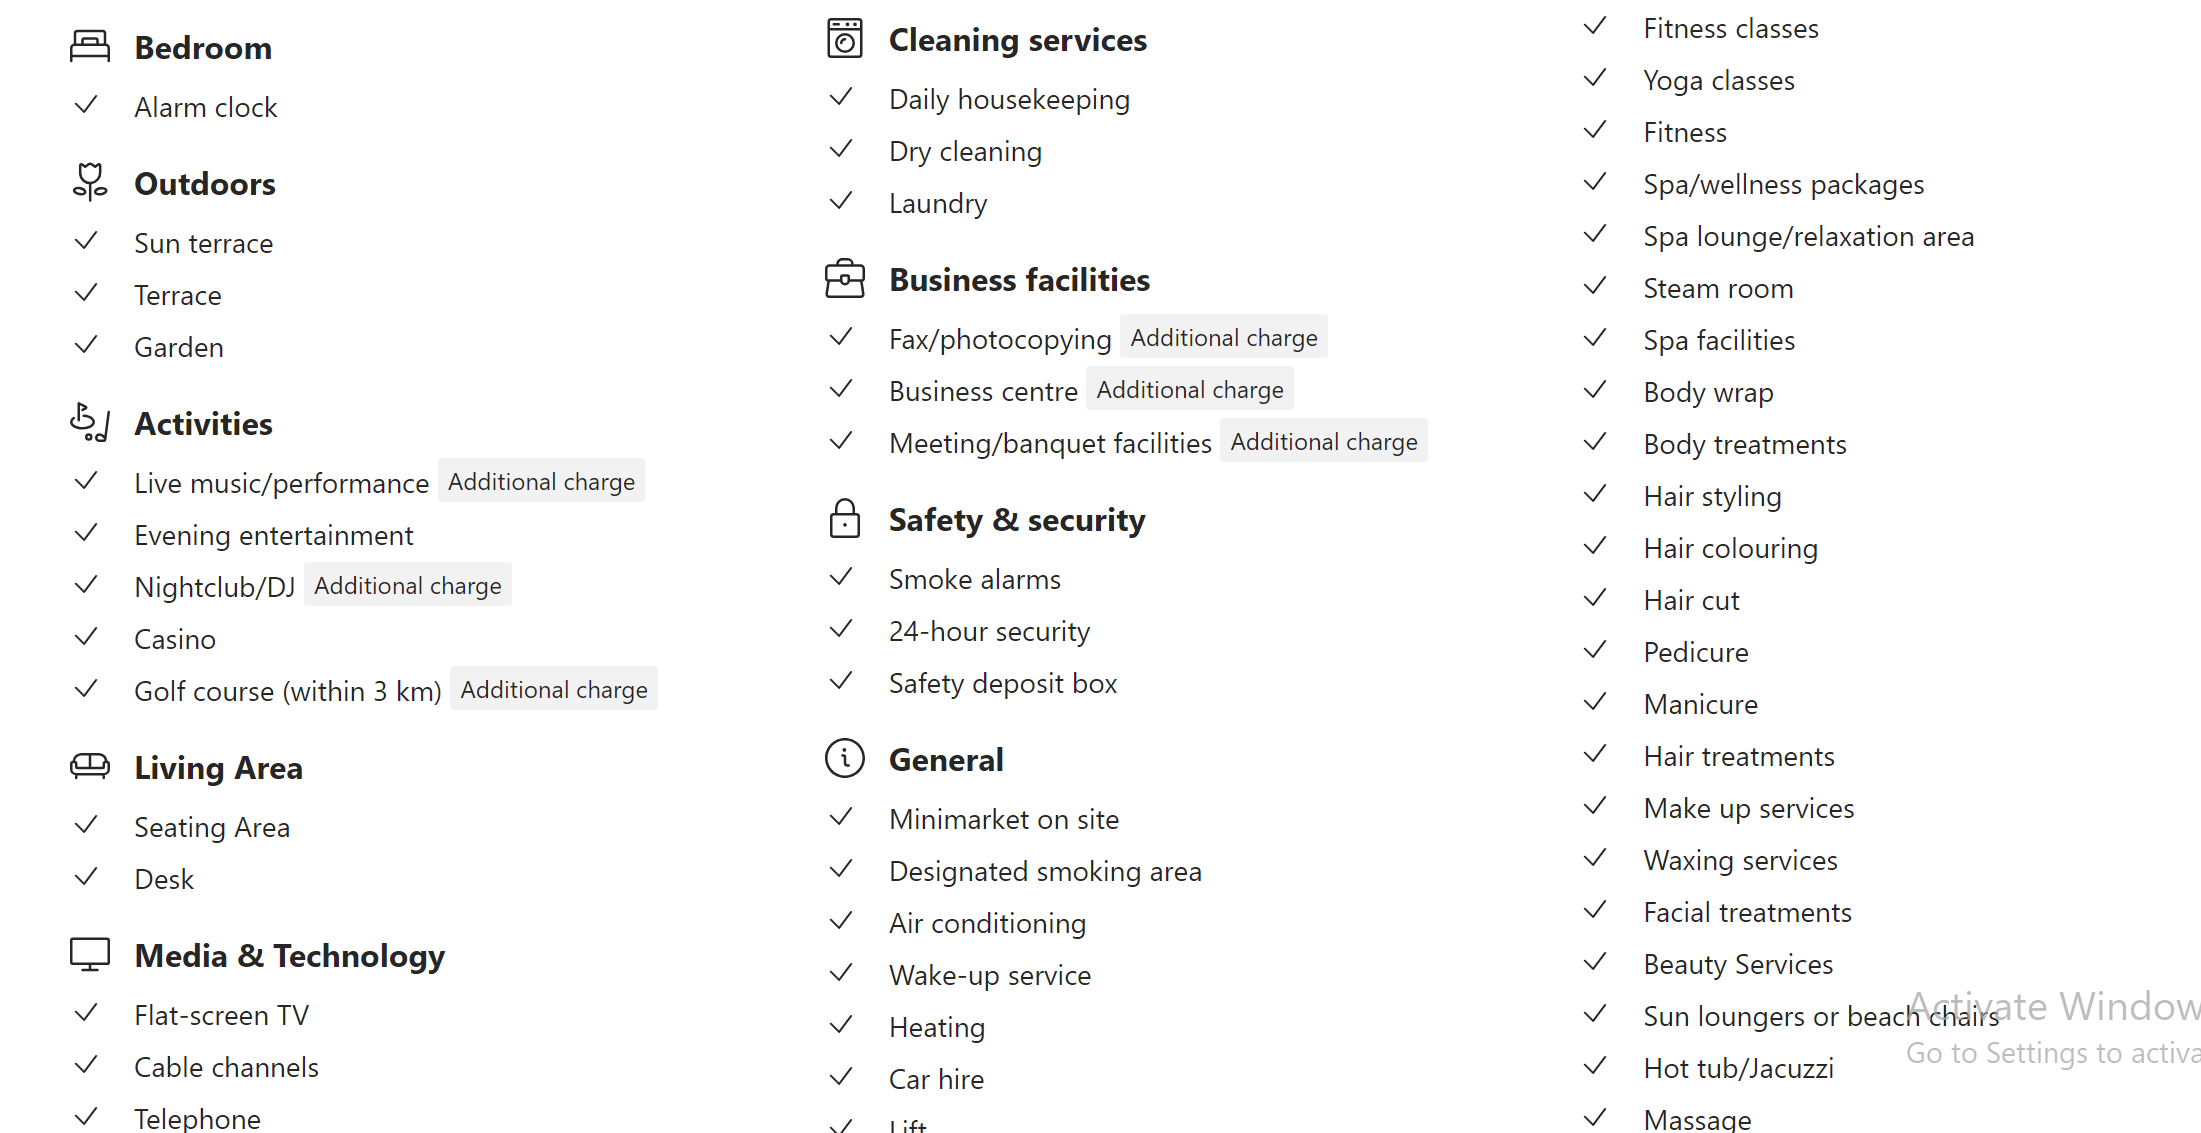 Bedroom
Alarm clock
Outdoors
Sun terrace
Terrace
Garden
Activities
Live music/performance Additional charge
Evening entertainment
Nightclub/DJ Additional charge
Casino
Golf course (within 3 km) Additional charge
Living Area
Seating Area
Desk
Media & Technology
Flat-screen TV
Cable channels
Telephone
Cleaning services
Daily housekeeping
Dry cleaning
Laundry
Business facilities
Fax/photocopying Additional charge
Business centre Additional charge
Meeting/banquet facilities Additional charge
Safety & security
Smoke alarms
24-hour security
Safety deposit box
General
Minimarket on site
Designated smoking area
Air conditioning
Wake-up service
Heating
Car hire
Lift
Fitness classes
Yoga classes
Fitness
Spa/wellness packages
Spa lounge/relaxation area
Steam room
Spa facilities
Body wrap
Body treatments
Hair styling
Hair colouring
Hair cut
Pedicure
Manicure
Hair treatments
Make up services
Waxing services
Facial treatments
Beauty Services
Sun loungers or beach chairs
Hot tub/Jacuzzi
Massage
Activate Window
Go to Settings to activa